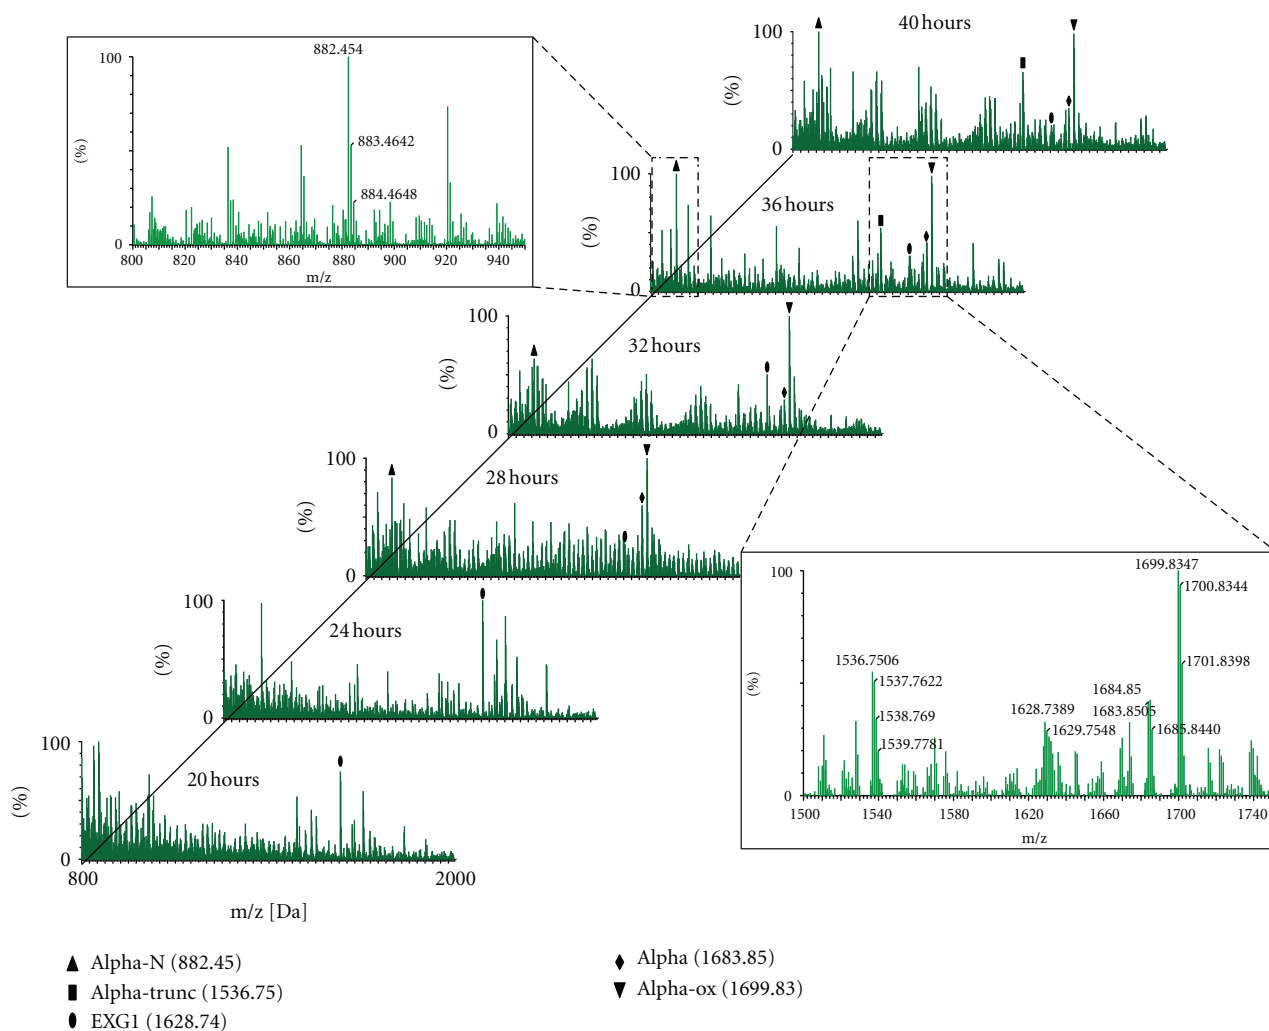 40 hours
100
(%)
0
882.454
100
883.4642
(%)
884.4648
0
800 820 840 860 880 900 920 940
m/z
100
36 hours
(%)
0
100
32 hours
(%)
0
100
28 hours
(%)
0
1699.8347
100
1700.8344
1536.7506
1701.8398
1537.7622
(%)
1684.85
1628.7389
1683.8505
1538.769
1629.7548
1685.8440
1539.7781
0
1500 1540 1580 1620 1660 1700 1740
m/z
100
24 hours
(%)
0
100
20 hours
(%)
0
800 2000
m/z [Da]
▲ Alpha-N (882.45)
■ Alpha-trunc (1536.75)
● EXG1 (1628.74)
♦ Alpha (1683.85)
▼ Alpha-ox (1699.83)